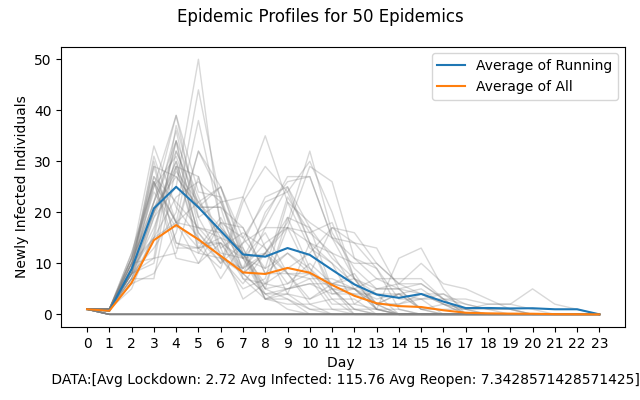 Epidemic Profiles for 50 Epidemics
Average of Running
Average of All
Newly Infected Individuals
50
40
30
20
10
0
0 1 2 3 4 5 6 7 8 9 10 11 12 13 14 15 16 17 18 19 20 21 22 23
Day
DATA:[Avg Lockdown: 2.72 Avg Infected: 115.76 Avg Reopen: 7.3428571428571425]